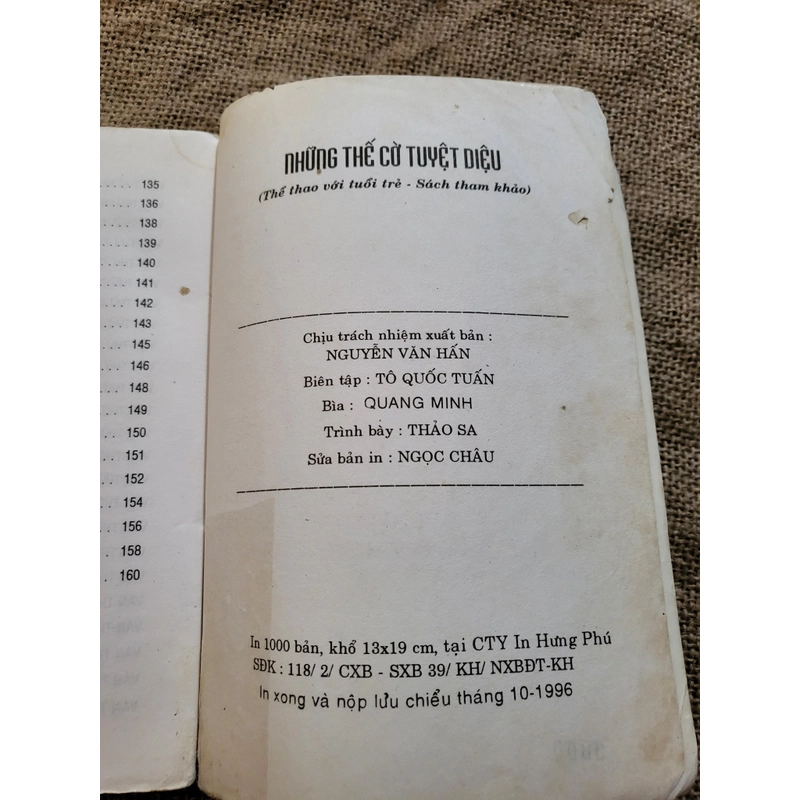 135
136
138
139
140
141
142
143
145
146
148
149
150
151
152
154
156
158
160
NHỮNG THẾ CỜ TUYỆT DIỆU
(Thể thao với tuổi trẻ - Sách tham khảo)
Chịu trách nhiệm xuất bản :
NGUYỄN VĂN HẤN
Biên tập : TÔ QUỐC TUẤN
Bìa : QUANG MINH
Trình bày : THẢO SA
Sửa bản in : NGỌC CHÂU
In 1000 bản, khổ 13x19 cm, tại CTY In Hưng Phú
SĐK : 118/ 2/ CXB - SXB 39/ KH/ NXBĐT-KH
In xong và nộp lưu chiểu tháng 10-1996